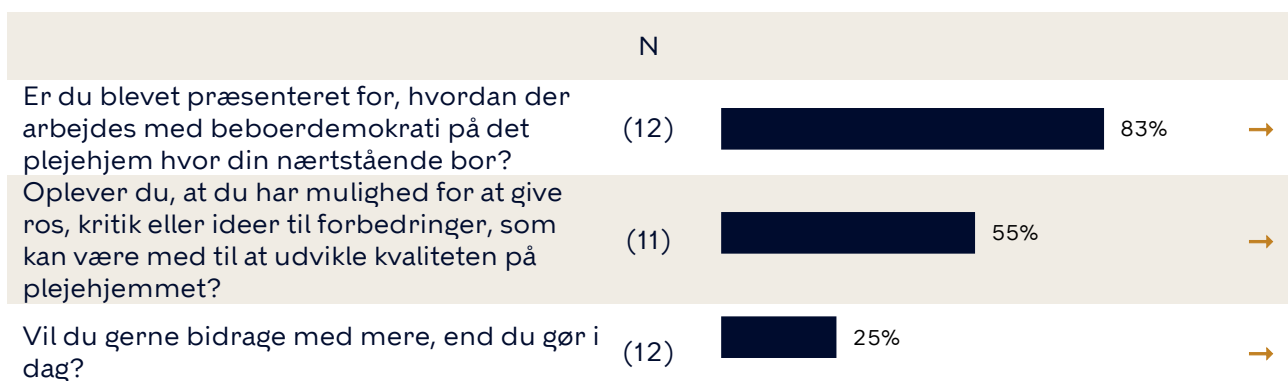 N
Er du blevet præsenteret for, hvordan der
arbejdes med beboerdemokrati på det
plejehjem hvor din nærtstående bor?
(12)
83%
→
Oplever du, at du har mulighed for at give
ros, kritik eller ideer til forbedringer, som
kan være med til at udvikle kvaliteten på
plejehjemmet?
(11)
55%
→
Vil du gerne bidrage med mere, end du gør i
dag?
(12)
25%
→